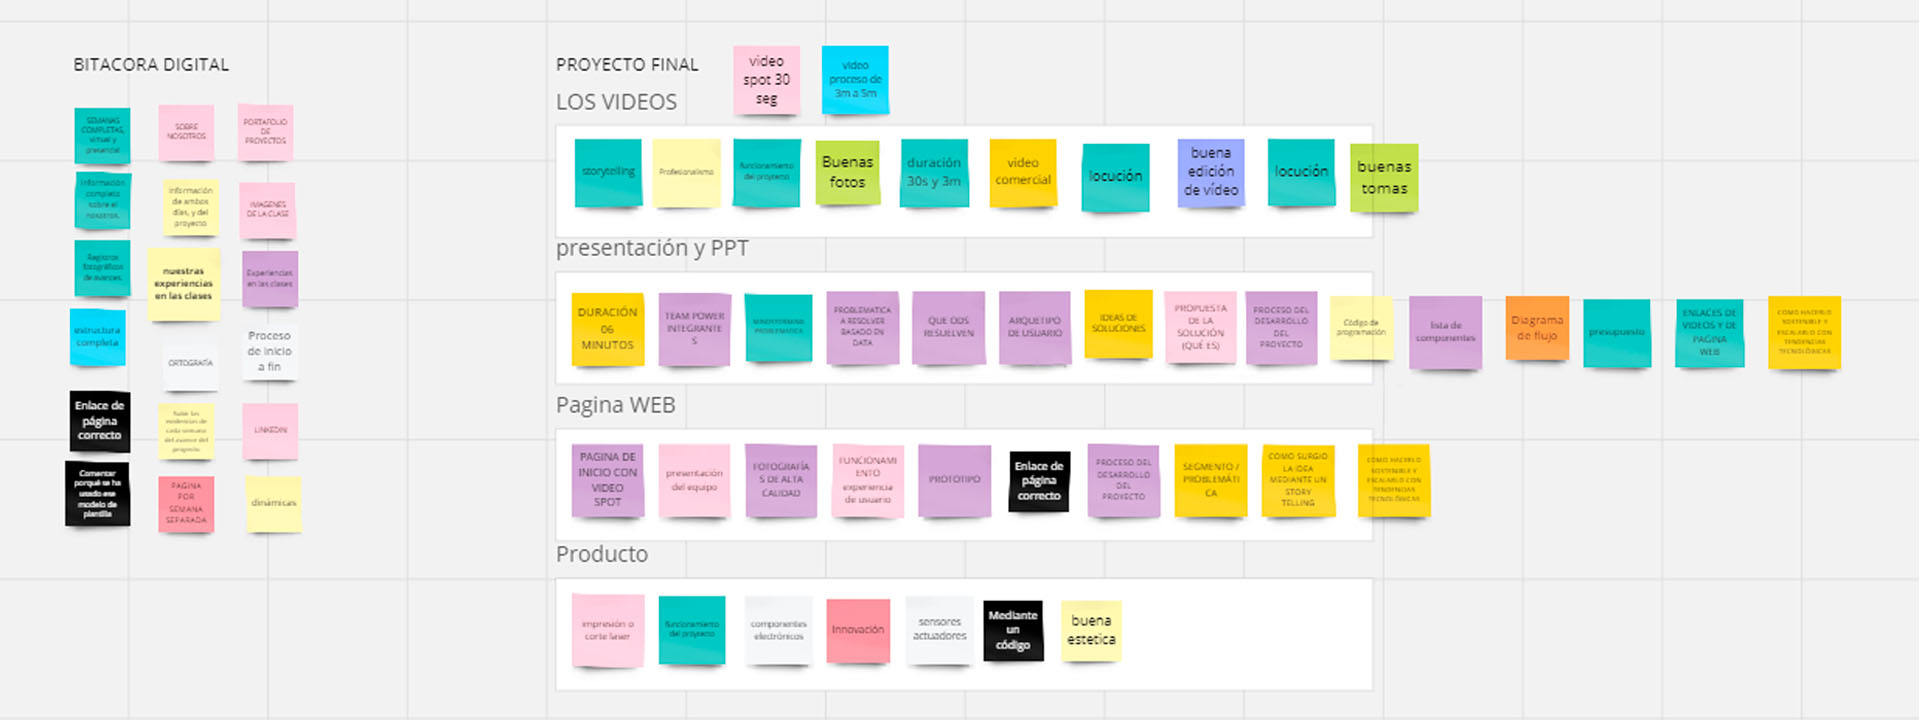 BITACORA DIGITAL
SEMANAS
COMPLETAS,
virtual y
presencial
SOBRE
NOSOTROS
PORTAFOLIO
DE
PROYECTOS
Información
completa
sobre el
nosotros.
información
de ambos
días, y del
proyecto
IMAGENES
DE LA CLASE
Registros
fotográficos
de avances.
nuestras
experiencias
en las clases
Experiencias
en las clases
estructura
completa
ORTOGRAFÍA
Proceso
de inicio
a fin
Enlace de
página
correcto
evidencias de
cada semana
del avance del
proyecto
LINKEDIN
Comentar
porqué se ha
usado ese
modelo de
plantilla
PAGINA
POR
SEMANA
SEPARADA
dinámicas
PROYECTO FINAL
video
spot 30
seg
video
proceso de
3m a 5m
LOS VIDEOS
storytelling
Profesionalismo
funcionamiento
del proyecto
Buenas
fotos
duración
30s y 3m
video
comercial
locución
buena
edición
de vídeo
locución
buenas
tomas
presentación y PPT
DURACIÓN
06
MINUTOS
TEAM POWER
INTEGRANTE
S
PROBLEMATICA
PROBLEMATICA
A RESOLVER
BASADO EN
DATA
QUE ODS
RESUELVEN
ARQUETIPO
DE USUARIO
IDEAS DE
SOLUCIONES
PROPUESTA
DE LA
SOLUCIÓN
(QUÉ ES)
PROCESO DEL
DESARROLLO
DEL
PROYECTO
Código de
programación
lista de
componentes
Diagrama
de flujo
presupuesto
ENLACES DE
VIDEOS Y DE
PAGINA
WEB
COMO HACERLO
SOSTENIBLE Y
ESCALARLO CON
TENDENCIAS
TECNOLÓGICAS
Pagina WEB
PAGINA DE
INICIO CON
VIDEO
SPOT
presentación
del equipo
FOTOGRAFÍA
S DE ALTA
CALIDAD
FUNCIONAMI
ENTO
experiencia
de usuario
PROTOTIPO
Enlace de
página
correcto
PROCESO DEL
DESARROLLO
DEL
PROYECTO
SEGMENTO /
PROBLEMÁTI
CA
COMO SURGIO
LA IDEA
MEDIANTE UN
STORY
TELLING
COMO HACERLO
SOSTENIBLE Y
ESCALARLO CON
TENDENCIAS
TECNOLÓGICAS
Producto
impresión o
corte laser
funcionamiento
del proyecto
componentes
electrónicos
Innovación
sensores
actuadores
Mediante
un
código
buena
estetica